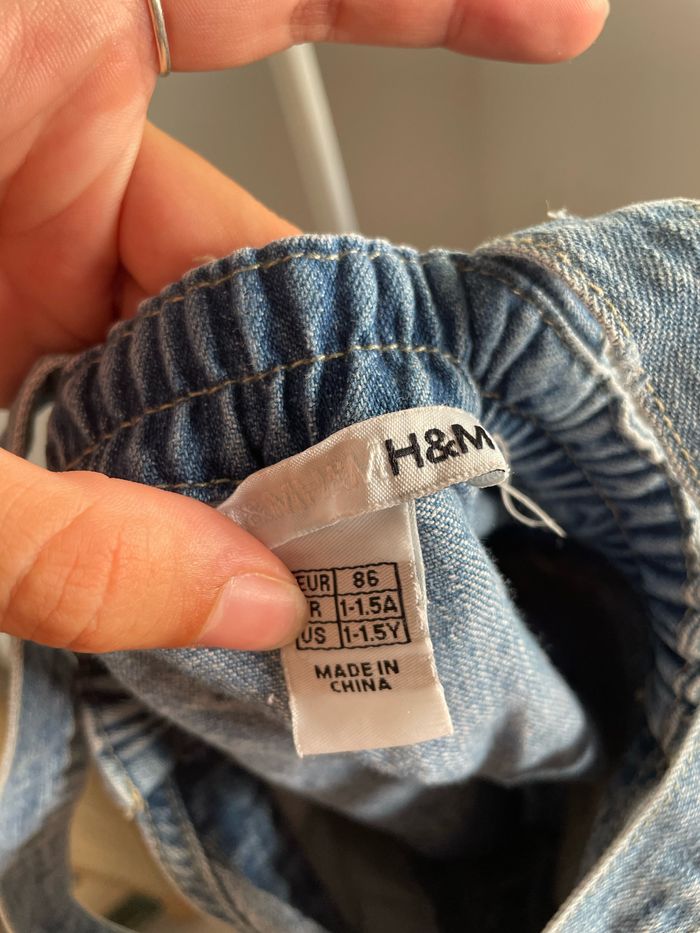 H&M
EUR 86
R 1-1.5A
US 1-1.5Y
MADE IN
CHINA